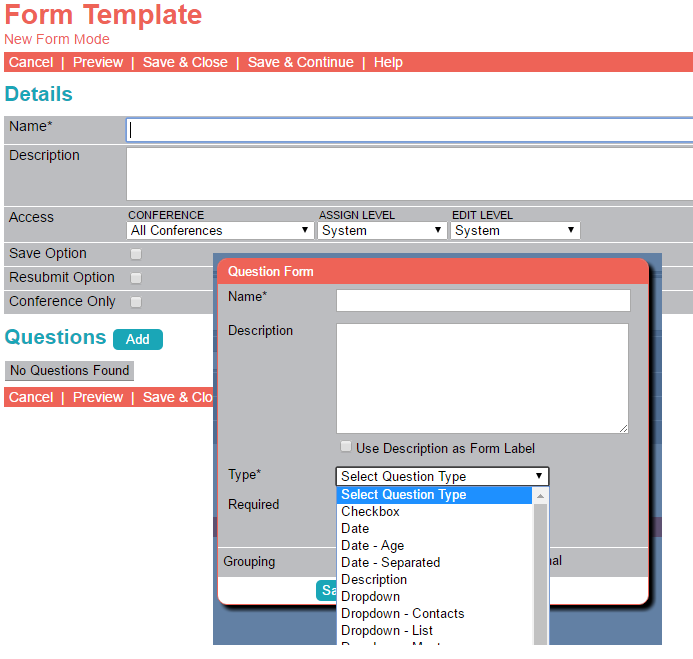 Form Template
New Form Mode
Cancel | Preview | Save & Close | Save & Continue | Help
Details
Name*
Description
Access CONFERENCE ASSIGN LEVEL EDIT LEVEL
All Conferences System System
Save Option
Resubmit Option
Conference Only
Questions Add
No Questions Found
Cancel | Preview | Save & Clo
Question Form
Name*
Description
Use Description as Form Label
Type* Select Question Type
Required
Grouping
Select Question Type
Checkbox
Date
Date - Age
Date - Separated
Description
Dropdown
Dropdown - Contacts
Dropdown - List